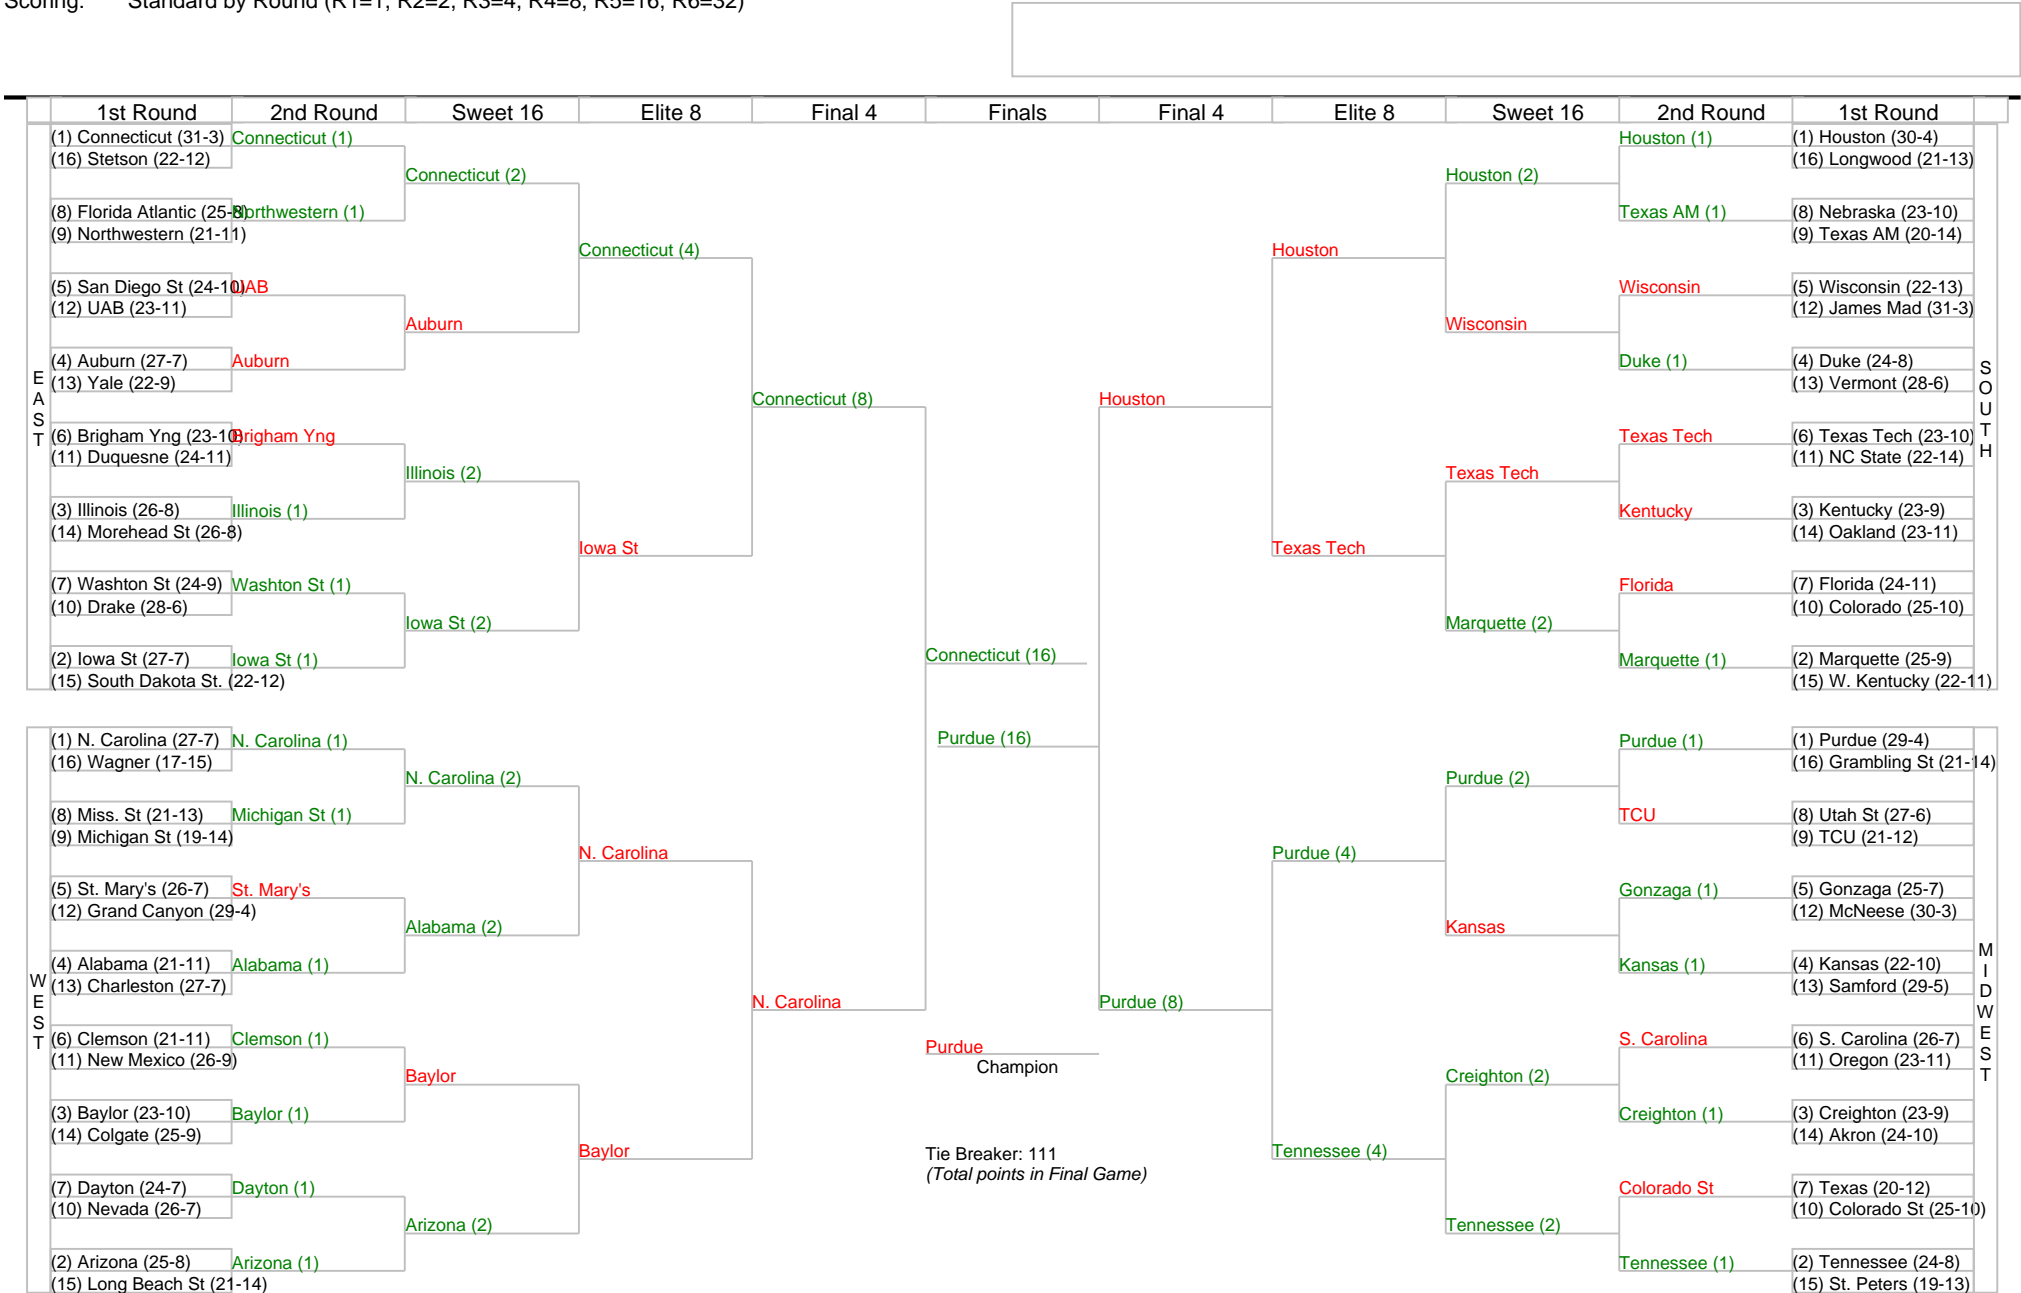 Scoring: Standard by Round (R1=1, R2=2, R3=4, R4=8, R5=16, R6=32)
1st Round 2nd Round Sweet 16 Elite 8 Final 4 Finals Final 4 Elite 8 Sweet 16 2nd Round 1st Round
EAST
(1) Connecticut (31-3)
(16) Stetson (22-12)
(8) Florida Atlantic (25-8)
(9) Northwestern (21-11)
(5) San Diego St (24-10)
(12) UAB (23-11)
(4) Auburn (27-7)
(13) Yale (22-9)
(6) Brigham Yng (23-10)
(11) Duquesne (24-11)
(3) Illinois (26-8)
(14) Morehead St (26-8)
(7) Washton St (24-9)
(10) Drake (28-6)
(2) Iowa St (27-7)
(15) South Dakota St. (22-12)
Connecticut (1)
Northwestern (1)
UAB
Auburn
Brigham Yng
Illinois (1)
Washton St (1)
Iowa St (1)
Connecticut (2)
Auburn
Illinois (2)
Iowa St (2)
Connecticut (4)
Iowa St
Connecticut (8)
WEST
(1) N. Carolina (27-7)
(16) Wagner (17-15)
(8) Miss. St (21-13)
(9) Michigan St (19-14)
(5) St. Mary's (26-7)
(12) Grand Canyon (29-4)
(4) Alabama (21-11)
(13) Charleston (27-7)
(6) Clemson (21-11)
(11) New Mexico (26-9)
(3) Baylor (23-10)
(14) Colgate (25-9)
(7) Dayton (24-7)
(10) Nevada (26-7)
(2) Arizona (25-8)
(15) Long Beach St (21-14)
N. Carolina (1)
Michigan St (1)
St. Mary's
Alabama (1)
Clemson (1)
Baylor (1)
Dayton (1)
Arizona (1)
N. Carolina (2)
Alabama (2)
Baylor
Arizona (2)
N. Carolina
Baylor
N. Carolina
Connecticut (16)
Purdue (16)
Purdue
Champion
Tie Breaker: 111
(Total points in Final Game)
Houston
Houston
Texas Tech
Houston (2)
Wisconsin
Texas Tech
Marquette (2)
Houston (1)
Texas AM (1)
Wisconsin
Duke (1)
Texas Tech
Kentucky
Florida
Marquette (1)
(1) Houston (30-4)
(16) Longwood (21-13)
(8) Nebraska (23-10)
(9) Texas AM (20-14)
(5) Wisconsin (22-13)
(12) James Mad (31-3)
(4) Duke (24-8)
(13) Vermont (28-6)
(6) Texas Tech (23-10)
(11) NC State (22-14)
(3) Kentucky (23-9)
(14) Oakland (23-11)
(7) Florida (24-11)
(10) Colorado (25-10)
(2) Marquette (25-9)
(15) W. Kentucky (22-11)
SOUTH
Purdue (8)
Purdue (4)
Tennessee (4)
Purdue (2)
Kansas
Creighton (2)
Tennessee (2)
Purdue (1)
TCU
Gonzaga (1)
Kansas (1)
S. Carolina
Creighton (1)
Colorado St
Tennessee (1)
(1) Purdue (29-4)
(16) Grambling St (21-14)
(8) Utah St (27-6)
(9) TCU (21-12)
(5) Gonzaga (25-7)
(12) McNeese (30-3)
(4) Kansas (22-10)
(13) Samford (29-5)
(6) S. Carolina (26-7)
(11) Oregon (23-11)
(3) Creighton (23-9)
(14) Akron (24-10)
(7) Texas (20-12)
(10) Colorado St (25-10)
(2) Tennessee (24-8)
(15) St. Peters (19-13)
MIDWEST